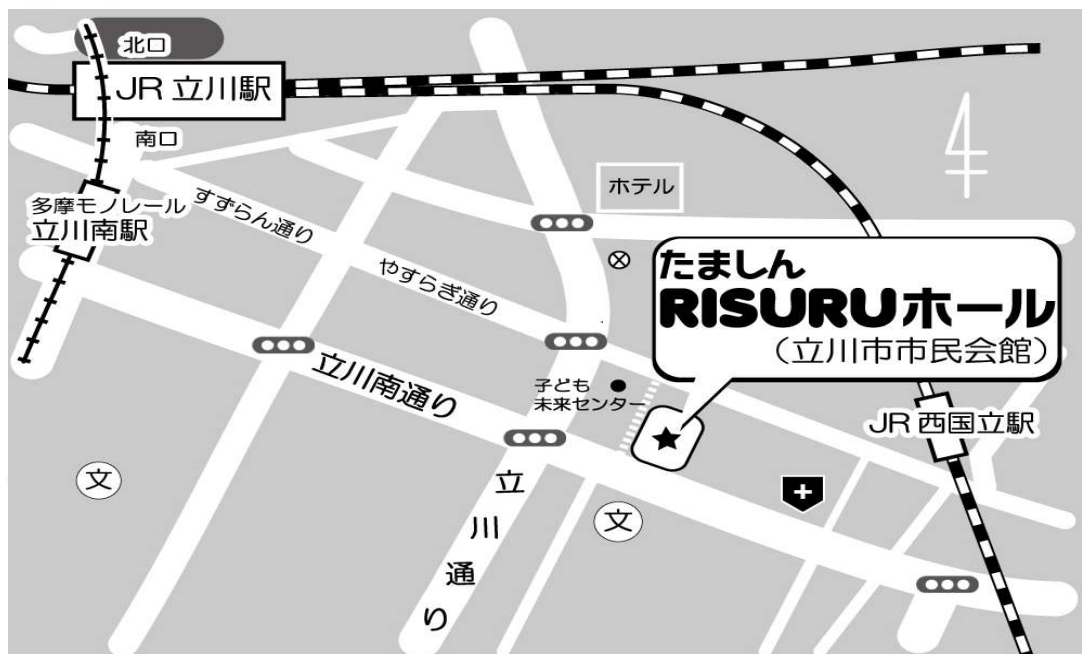 北口
JR 立川駅
南口
多摩モノレール
立川南駅
すずらん通り
やすらぎ通り
ホテル
たましん
RISURUホール
(立川市市民会館)
立川南通り
子ども
未来センター
JR 西国立駅
文
文
立川通り